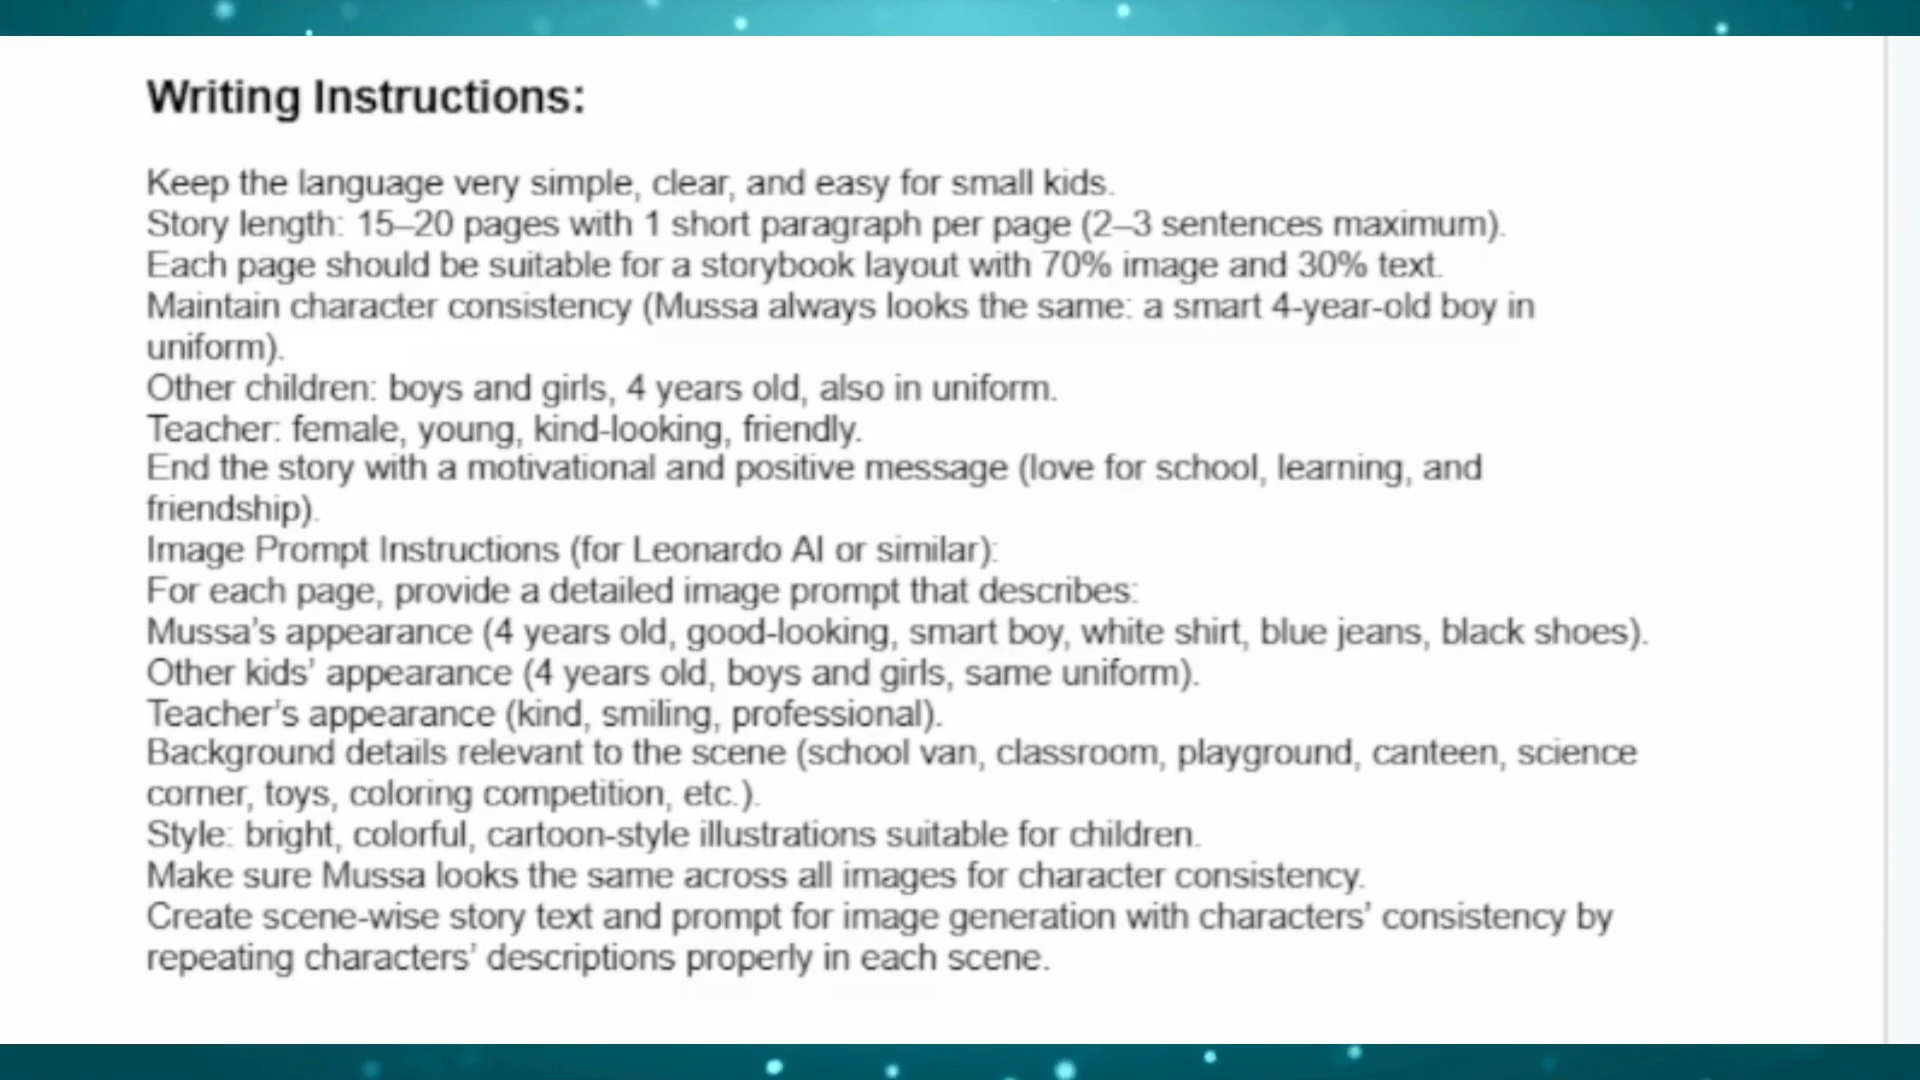 Writing Instructions:
Keep the language very simple, clear, and easy for small kids.
Story length: 15–20 pages with 1 short paragraph per page (2–3 sentences maximum).
Each page should be suitable for a storybook layout with 70% image and 30% text.
Maintain character consistency (Mussa always looks the same: a smart 4-year-old boy in
uniform).
Other children: boys and girls, 4 years old, also in uniform.
Teacher: female, young, kind-looking, friendly.
End the story with a motivational and positive message (love for school, learning, and
friendship).
Image Prompt Instructions (for Leonardo AI or similar):
For each page, provide a detailed image prompt that describes:
Mussa’s appearance (4 years old, good-looking, smart boy, white shirt, blue jeans, black shoes).
Other kids’ appearance (4 years old, boys and girls, same uniform).
Teacher’s appearance (kind, smiling, professional).
Background details relevant to the scene (school van, classroom, playground, canteen, science
corner, toys, coloring competition, etc.).
Style: bright, colorful, cartoon-style illustrations suitable for children.
Make sure Mussa looks the same across all images for character consistency.
Create scene-wise story text and prompt for image generation with characters’ consistency by
repeating characters’ descriptions properly in each scene.